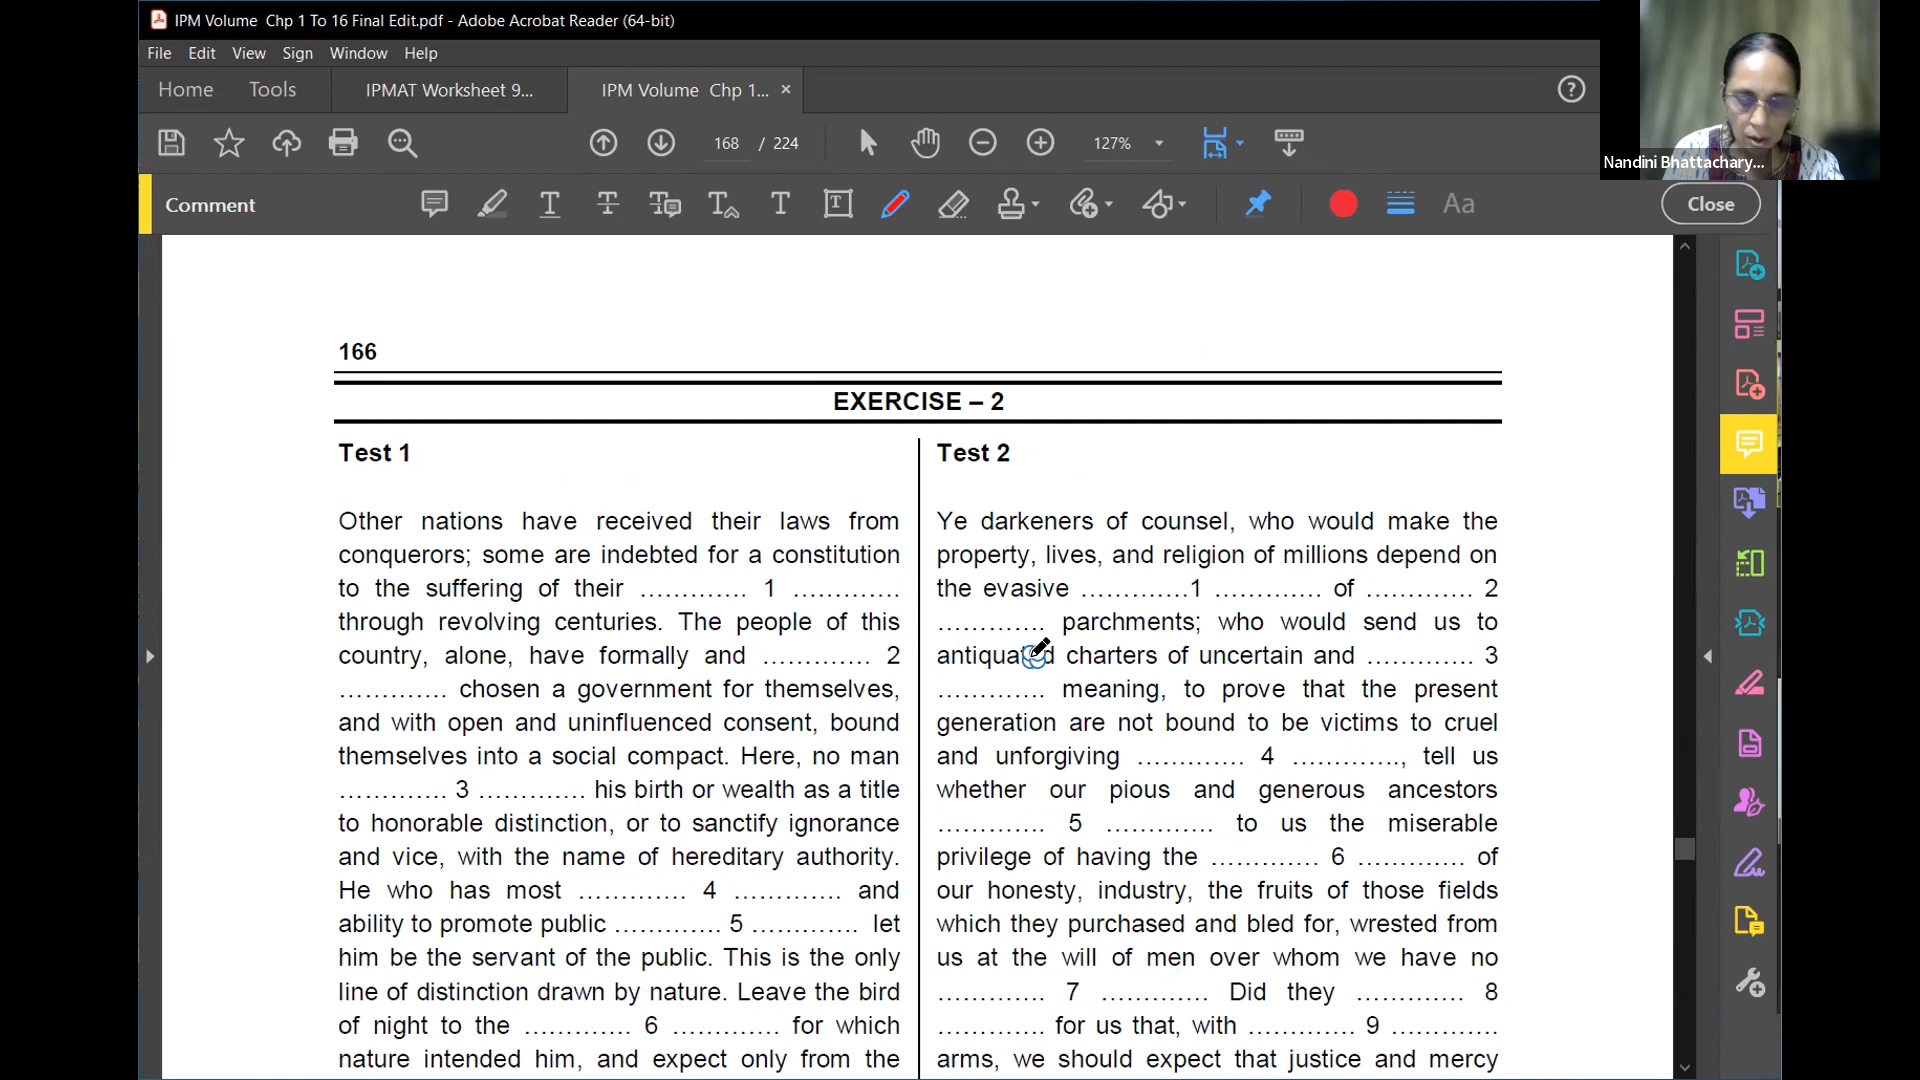 IPM Volume  Chp 1 To 16 Final Edit.pdf - Adobe Acrobat Reader (64-bit)
File Edit View Sign Window Help
Home Tools IPMAT Worksheet 9... IPM Volume  Chp 1... ×
168 / 224 127%
Nandini Bhattachary...
Comment
Aa
Close
166
EXERCISE – 2
Test 1
Other nations have received their laws from
conquerors; some are indebted for a constitution
to the suffering of their …………. 1 ………….
through revolving centuries. The people of this
country, alone, have formally and …………. 2
…………. chosen a government for themselves,
and with open and uninfluenced consent, bound
themselves into a social compact. Here, no man
…………. 3 …………. his birth or wealth as a title
to honorable distinction, or to sanctify ignorance
and vice, with the name of hereditary authority.
He who has most …………. 4 …………. and
ability to promote public …………. 5 …………. let
him be the servant of the public. This is the only
line of distinction drawn by nature. Leave the bird
of night to the …………. 6 …………. for which
nature intended him, and expect only from the
Test 2
Ye darkeners of counsel, who would make the
property, lives, and religion of millions depend on
the evasive ………….1 …………. of …………. 2
…………. parchments; who would send us to
antiquated charters of uncertain and …………. 3
…………. meaning, to prove that the present
generation are not bound to be victims to cruel
and unforgiving …………. 4 …………., tell us
whether our pious and generous ancestors
…………. 5 …………. to us the miserable
privilege of having the …………. 6 …………. of
our honesty, industry, the fruits of those fields
which they purchased and bled for, wrested from
us at the will of men over whom we have no
…………. 7 …………. Did they …………. 8
…………. for us that, with …………. 9 ………….
arms, we should expect that justice and mercy